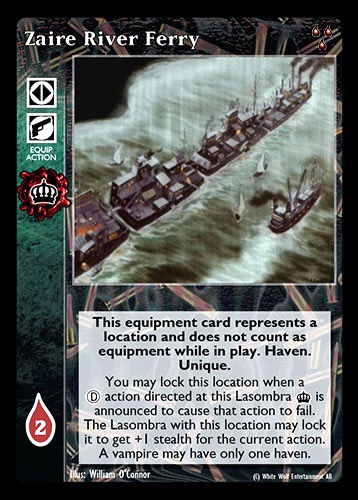 Zaire River Ferry
EQUIP
ACTION
This equipment card represents a
location and does not count as
equipment while in play. Haven.
Unique.
You may lock this location when a
Ⓓ action directed at this Lasombra is
announced to cause that action to fail.
The Lasombra with this location may lock
it to get +1 stealth for the current action.
A vampire may have only one haven.
2
Illus: William O'Connor
(C) White Wolf Entertainment AB